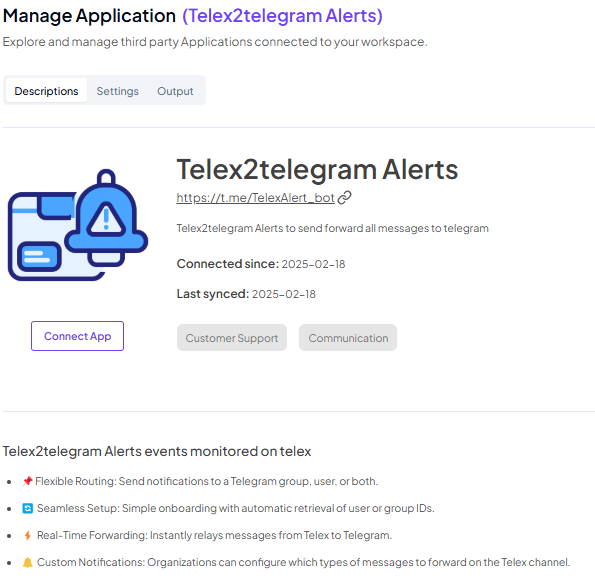 Manage Application (Telex2telegram Alerts)
Explore and manage third party Applications connected to your workspace.
Descriptions Settings Output
Telex2telegram Alerts
https://t.me/TelexAlert_bot
Telex2telegram Alerts to send forward all messages to telegram
Connected since: 2025-02-18
Last synced: 2025-02-18
Connect App
Customer Support Communication
Telex2telegram Alerts events monitored on telex
• 📌 Flexible Routing: Send notifications to a Telegram group, user, or both.
• 🔄 Seamless Setup: Simple onboarding with automatic retrieval of user or group IDs.
• ⚡ Real-Time Forwarding: Instantly relays messages from Telex to Telegram.
• 🔔 Custom Notifications: Organizations can configure which types of messages to forward on the Telex channel.